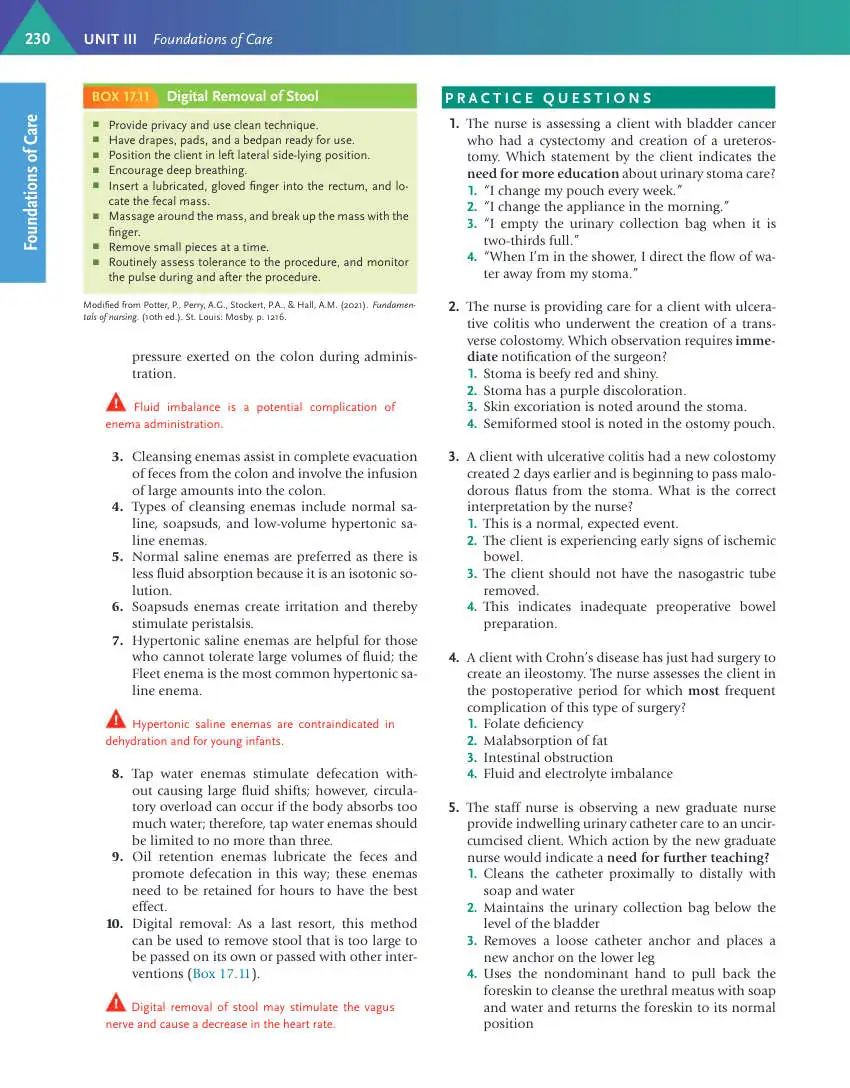 230 UNIT III Foundations of Care
Foundations of Care
BOX 17.11 Digital Removal of Stool
■ Provide privacy and use clean technique.
■ Have drapes, pads, and a bedpan ready for use.
■ Position the client in left lateral side-lying position.
■ Encourage deep breathing.
■ Insert a lubricated, gloved finger into the rectum, and lo-
cate the fecal mass.
■ Massage around the mass, and break up the mass with the
finger.
■ Remove small pieces at a time.
■ Routinely assess tolerance to the procedure, and monitor
the pulse during and after the procedure.
Modified from Potter, P., Perry, A.G., Stockert, P.A., & Hall, A.M. (2021). Fundamen-
tals of nursing. (10th ed.). St. Louis: Mosby. p. 1216.
pressure exerted on the colon during adminis-
tration.
Fluid imbalance is a potential complication of
enema administration.
3. Cleansing enemas assist in complete evacuation
of feces from the colon and involve the infusion
of large amounts into the colon.
4. Types of cleansing enemas include normal sa-
line, soapsuds, and low-volume hypertonic sa-
line enemas.
5. Normal saline enemas are preferred as there is
less fluid absorption because it is an isotonic so-
lution.
6. Soapsuds enemas create irritation and thereby
stimulate peristalsis.
7. Hypertonic saline enemas are helpful for those
who cannot tolerate large volumes of fluid; the
Fleet enema is the most common hypertonic sa-
line enema.
Hypertonic saline enemas are contraindicated in
dehydration and for young infants.
8. Tap water enemas stimulate defecation with-
out causing large fluid shifts; however, circula-
tory overload can occur if the body absorbs too
much water; therefore, tap water enemas should
be limited to no more than three.
9. Oil retention enemas lubricate the feces and
promote defecation in this way; these enemas
need to be retained for hours to have the best
effect.
10. Digital removal: As a last resort, this method
can be used to remove stool that is too large to
be passed on its own or passed with other inter-
ventions (Box 17.11).
Digital removal of stool may stimulate the vagus
nerve and cause a decrease in the heart rate.
PRACTICE QUESTIONS
1. The nurse is assessing a client with bladder cancer
who had a cystectomy and creation of a ureteros-
tomy. Which statement by the client indicates the
need for more education about urinary stoma care?
1. "I change my pouch every week."
2. "I change the appliance in the morning."
3. "I empty the urinary collection bag when it is
two-thirds full."
4. "When I'm in the shower, I direct the flow of wa-
ter away from my stoma."
2. The nurse is providing care for a client with ulcera-
tive colitis who underwent the creation of a trans-
verse colostomy. Which observation requires imme-
diate notification of the surgeon?
1. Stoma is beefy red and shiny.
2. Stoma has a purple discoloration.
3. Skin excoriation is noted around the stoma.
4. Semiformed stool is noted in the ostomy pouch.
3. A client with ulcerative colitis had a new colostomy
created 2 days earlier and is beginning to pass malo-
dorous flatus from the stoma. What is the correct
interpretation by the nurse?
1. This is a normal, expected event.
2. The client is experiencing early signs of ischemic
bowel.
3. The client should not have the nasogastric tube
removed.
4. This indicates inadequate preoperative bowel
preparation.
4. A client with Crohn's disease has just had surgery to
create an ileostomy. The nurse assesses the client in
the postoperative period for which most frequent
complication of this type of surgery?
1. Folate deficiency
2. Malabsorption of fat
3. Intestinal obstruction
4. Fluid and electrolyte imbalance
5. The staff nurse is observing a new graduate nurse
provide indwelling urinary catheter care to an uncir-
cumcised client. Which action by the new graduate
nurse would indicate a need for further teaching?
1. Cleans the catheter proximally to distally with
soap and water
2. Maintains the urinary collection bag below the
level of the bladder
3. Removes a loose catheter anchor and places a
new anchor on the lower leg
4. Uses the nondominant hand to pull back the
foreskin to cleanse the urethral meatus with soap
and water and returns the foreskin to its normal
position